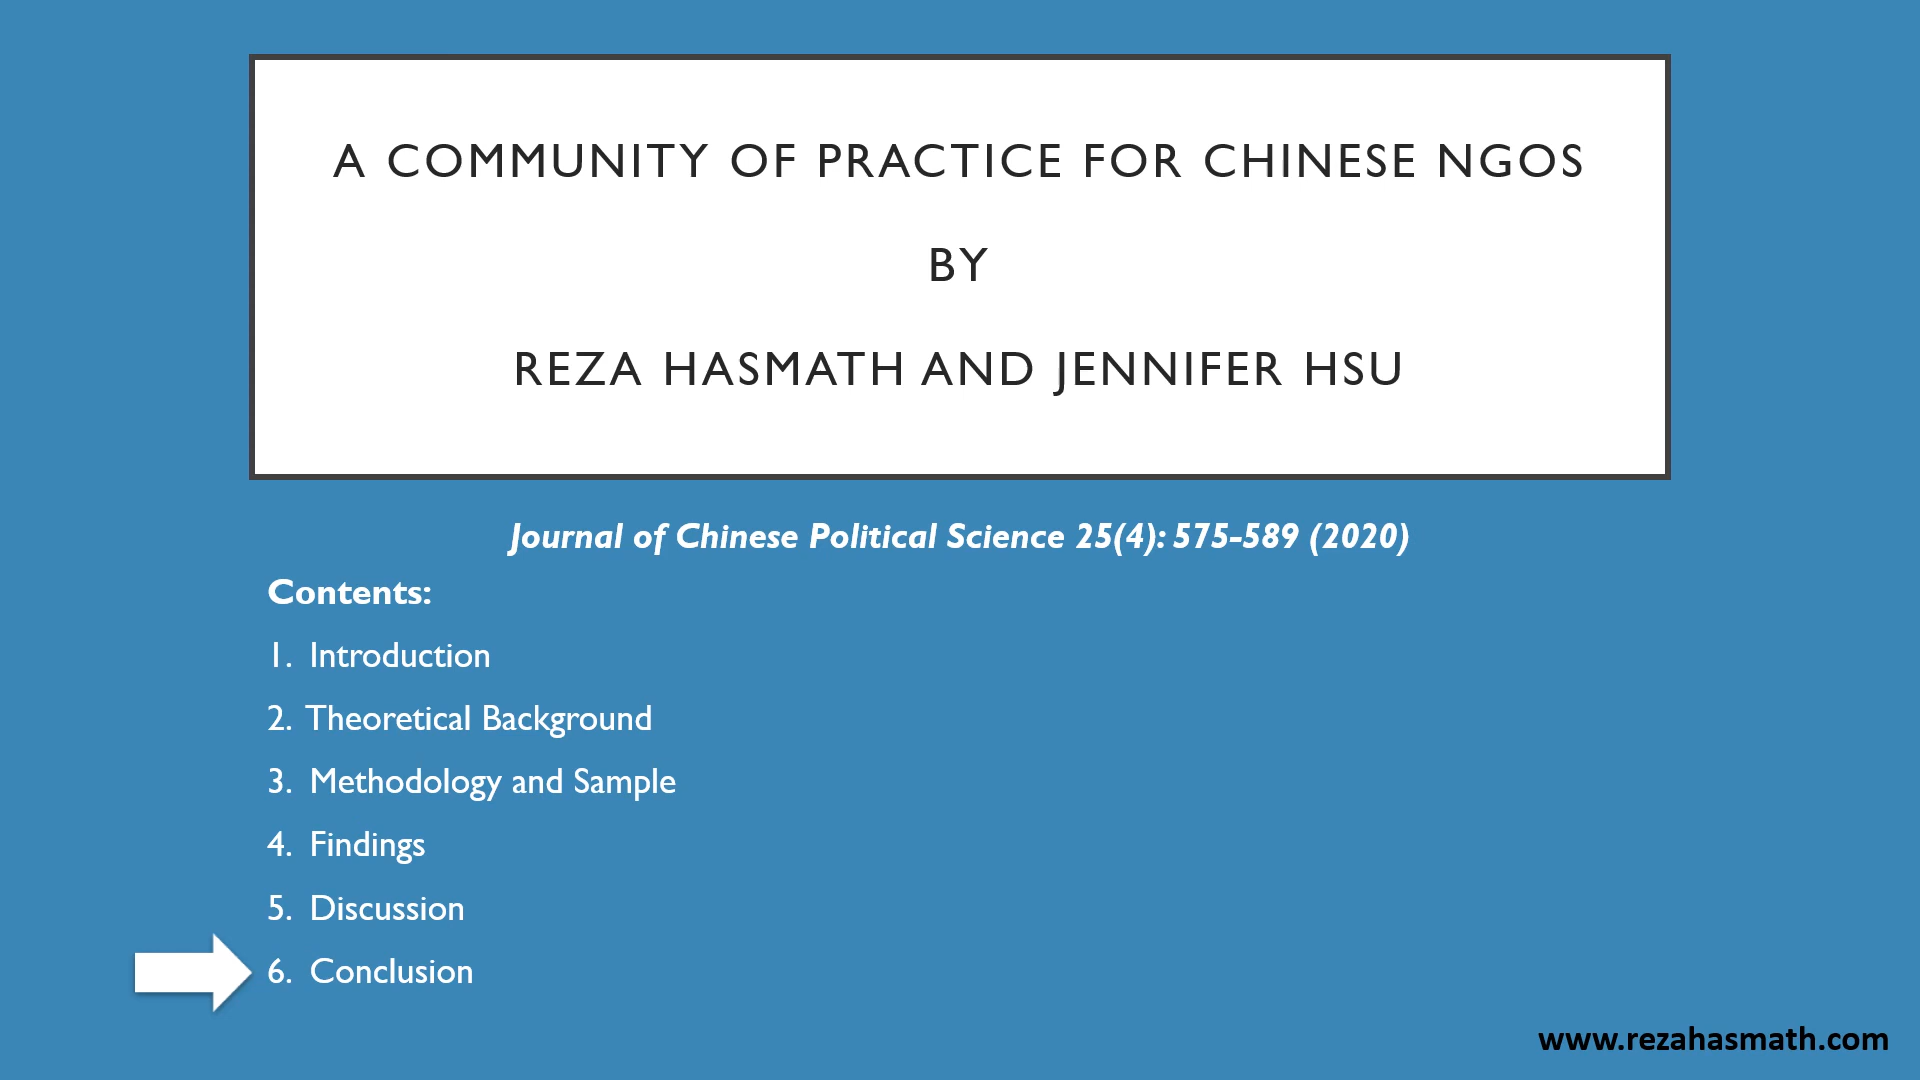 A COMMUNITY OF PRACTICE FOR CHINESE NGOS
BY
REZA HASMATH AND JENNIFER HSU
Journal of Chinese Political Science 25(4): 575-589 (2020)
Contents:
1. Introduction
2. Theoretical Background
3. Methodology and Sample
4. Findings
5. Discussion
6. Conclusion
www.rezahasmath.com